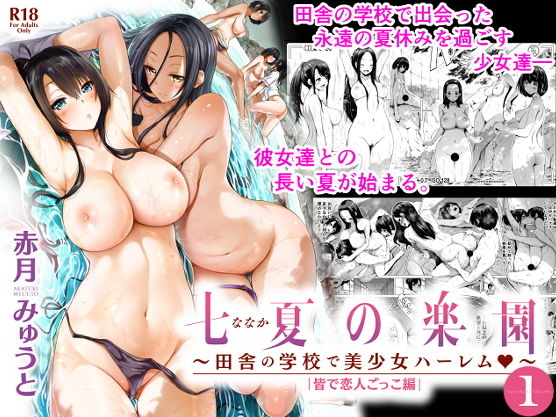 R18
For Adults
Only
田舎の学校で出会った
永遠の夏休みを過ごす
少女達―
彼女達との
長い夏が始まる。
赤月みゅうと
AKATUKI MYUUTO
七夏の楽園
ななか
～田舎の学校で美少女ハーレム♥～
|皆で恋人ごっこ編|
1